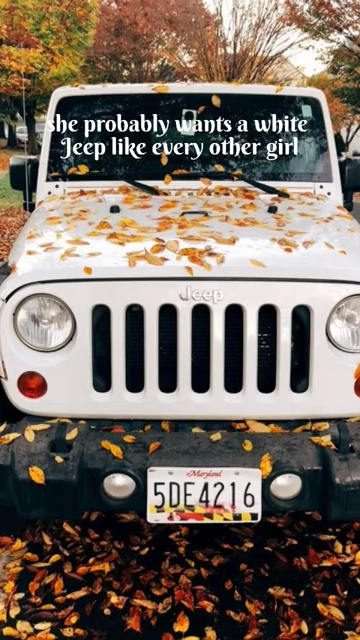 she probably wants a white
Jeep like every other girl
Jeep
Maryland
5DE4216